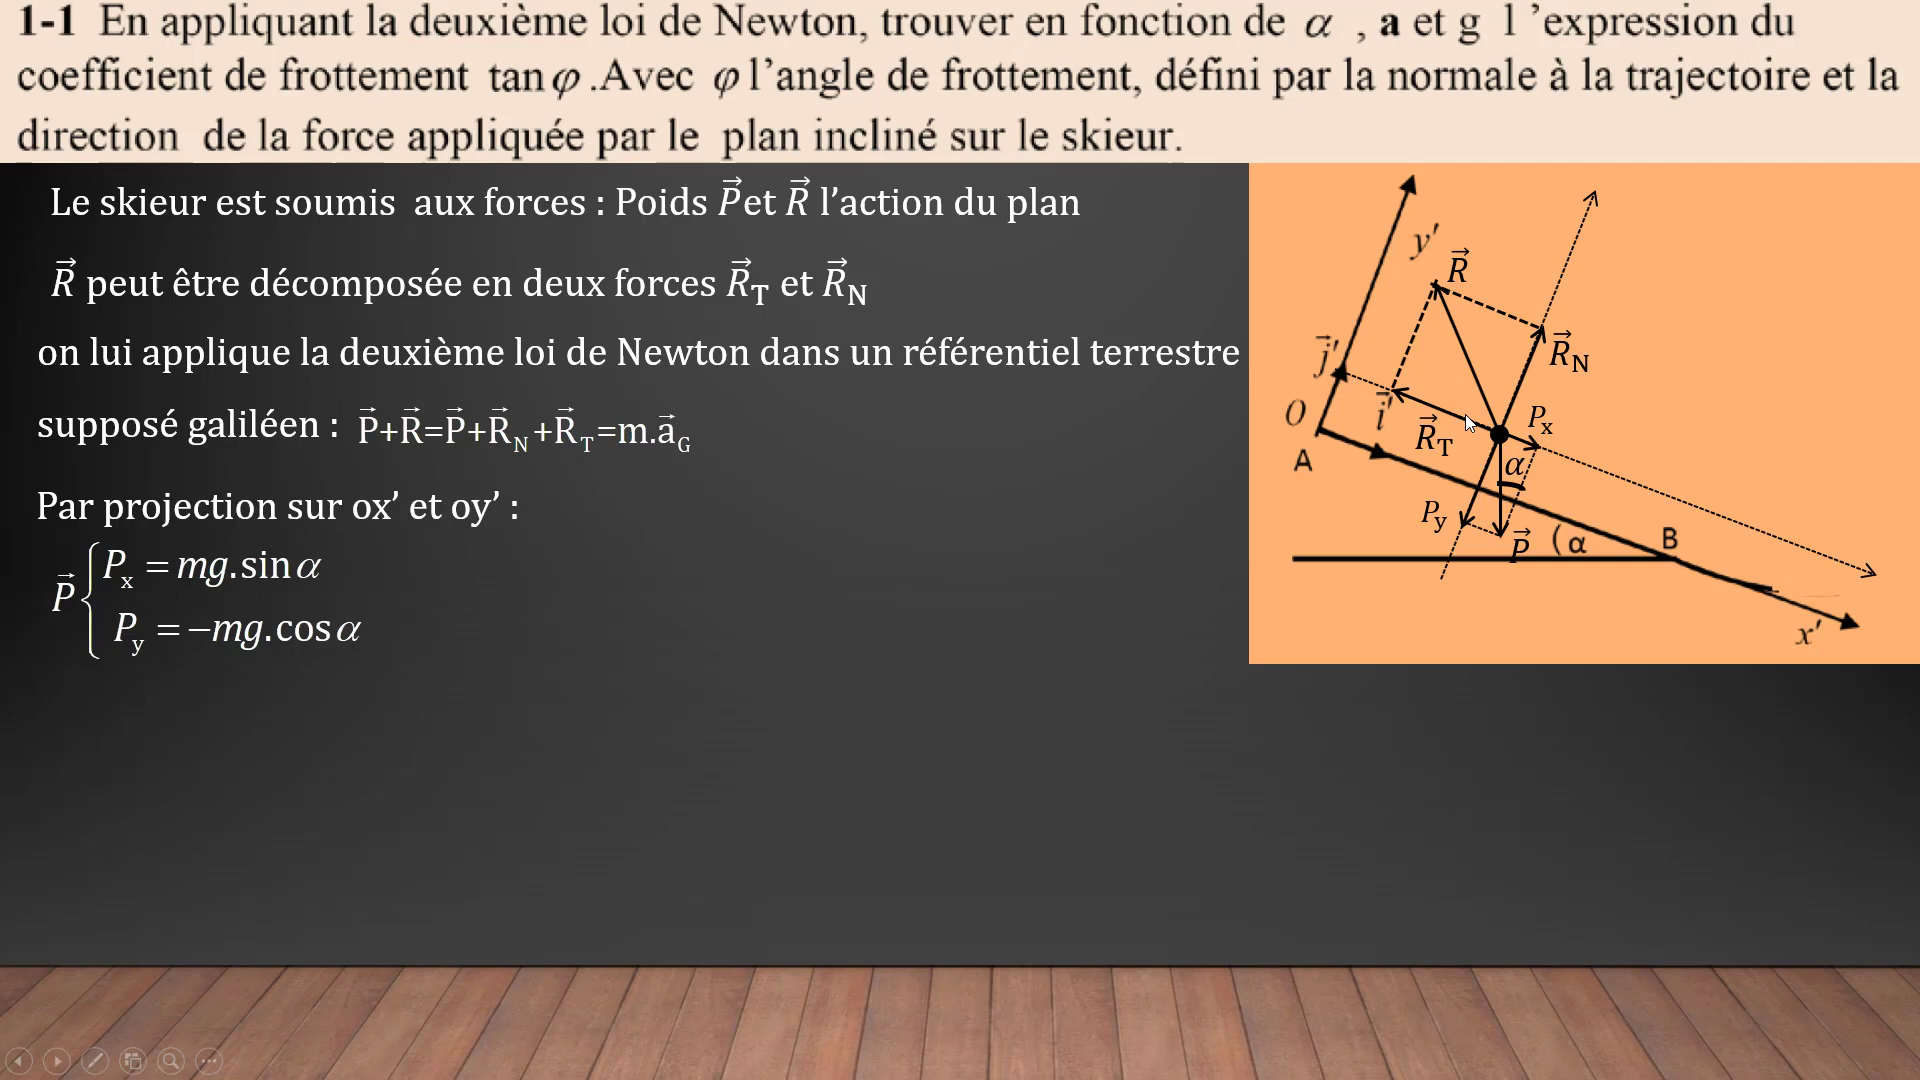 1-1 En appliquant la deuxième loi de Newton, trouver en fonction de α , a et g l ’expression du
coefficient de frottement tanφ .Avec φ l’angle de frottement, défini par la normale à la trajectoire et la
direction de la force appliquée par le plan incliné sur le skieur.
Le skieur est soumis aux forces : Poids P⃗et R⃗ l’action du plan
R⃗ peut être décomposée en deux forces R⃗T et R⃗N
on lui applique la deuxième loi de Newton dans un référentiel terrestre
supposé galiléen : P⃗+R⃗=P⃗+R⃗N+R⃗T=m.a⃗G
Par projection sur ox’ et oy’ :
P⃗ { Px = mg.sinα
Py = −mg.cosα
y'
R⃗
R⃗N
j⃗'
O
i⃗'
R⃗T
Px
A
α
Py
P⃗
(α
B
x'